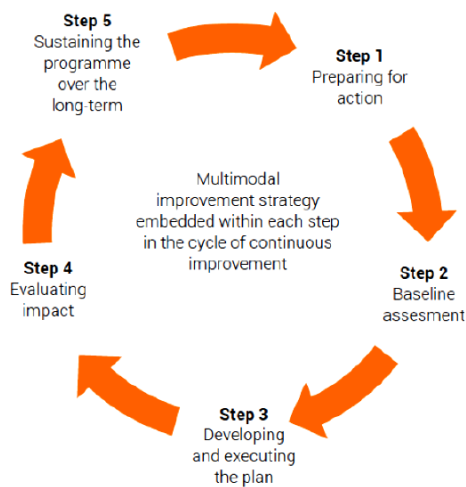 Step 5
Sustaining the
programme
over the
long-term
Step 1
Preparing for
action
Multimodal
improvement strategy
embedded within each step
in the cycle of continuous
improvement
Step 2
Baseline
assesment
Step 4
Evaluating
impact
Step 3
Developing
and executing
the plan